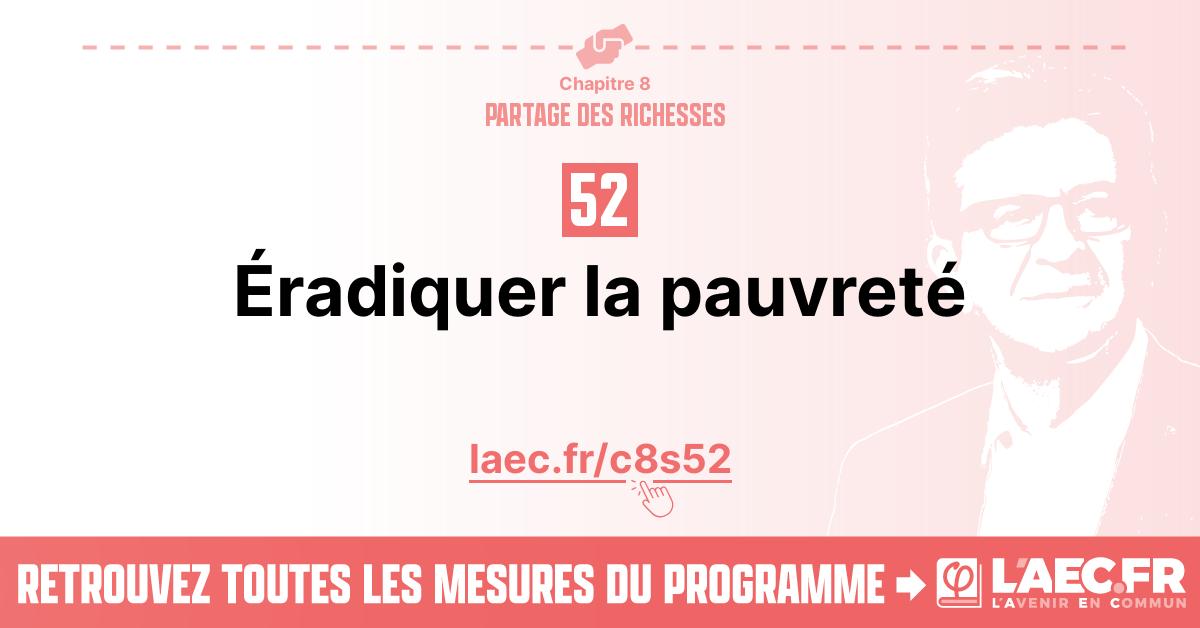 Chapitre 8
PARTAGE DES RICHESSES
52
Éradiquer la pauvreté
laec.fr/c8s52
RETROUVEZ TOUTES LES MESURES DU PROGRAMME
φ L'AEC.FR
L'AVENIR EN COMMUN